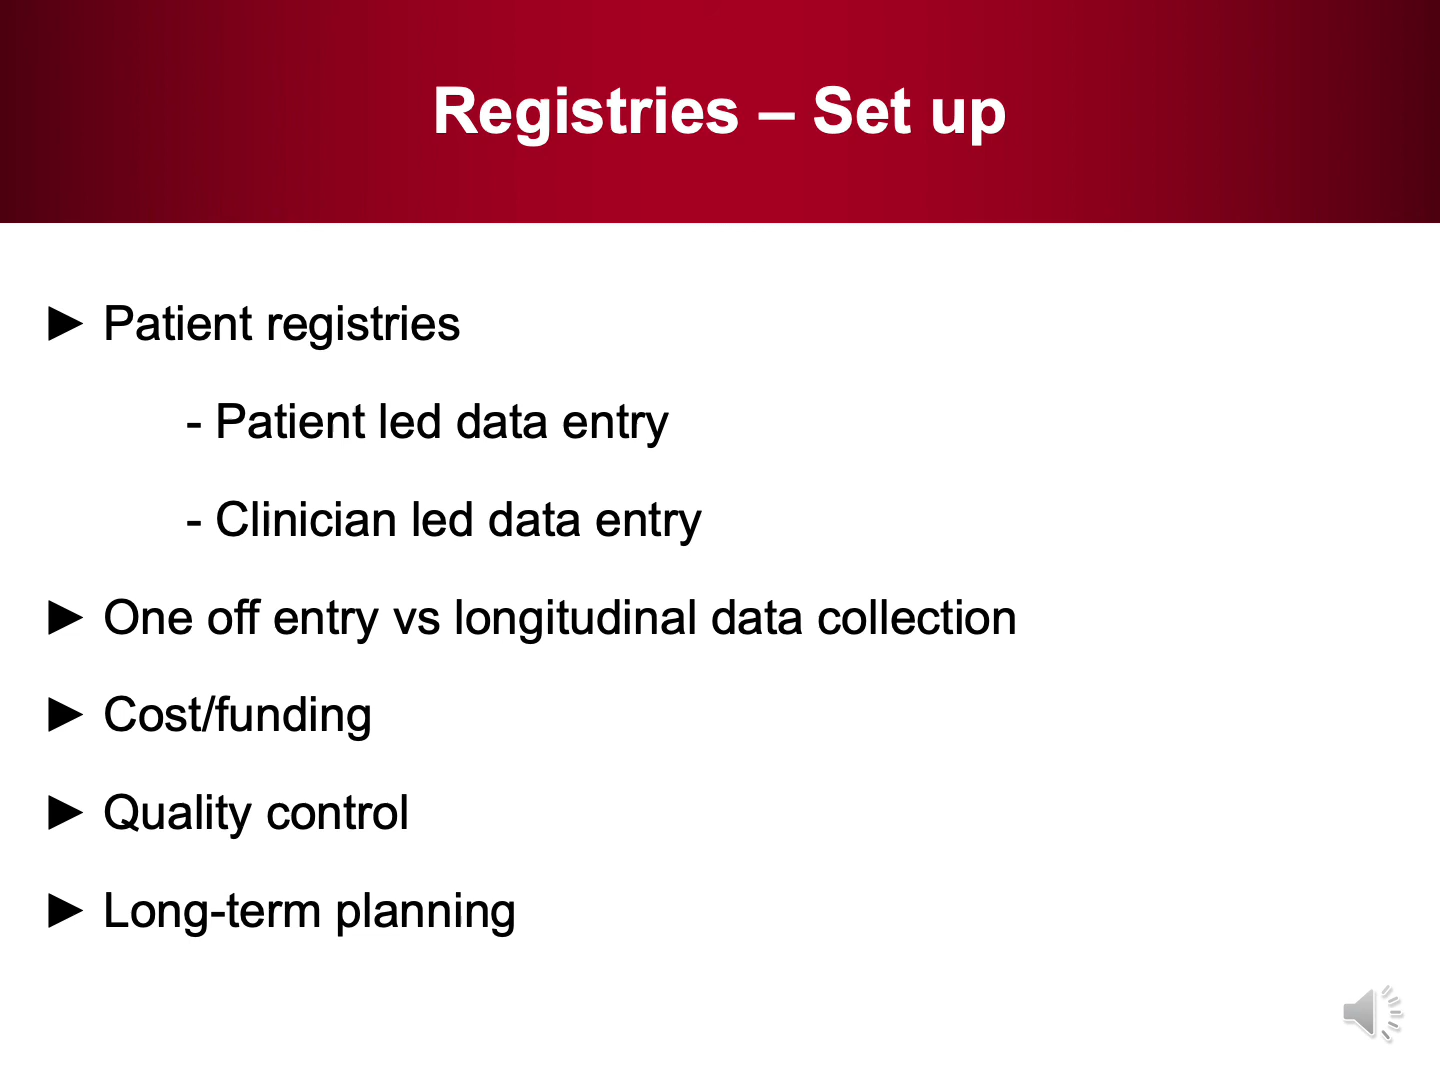 Registries – Set up
► Patient registries
- Patient led data entry
- Clinician led data entry
► One off entry vs longitudinal data collection
► Cost/funding
► Quality control
► Long-term planning